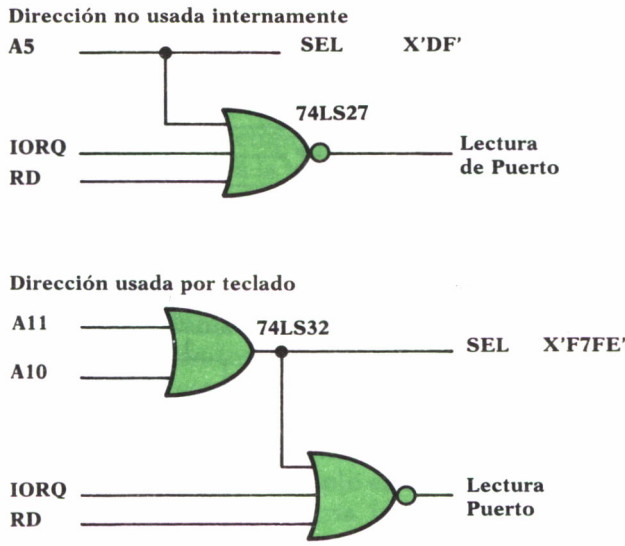 Dirección no usada internamente
A5 SEL X'DF'
74LS27
IORQ
RD
Lectura
de Puerto
Dirección usada por teclado
A11
74LS32
SEL X'F7FE'
A10
IORQ
RD
Lectura
Puerto